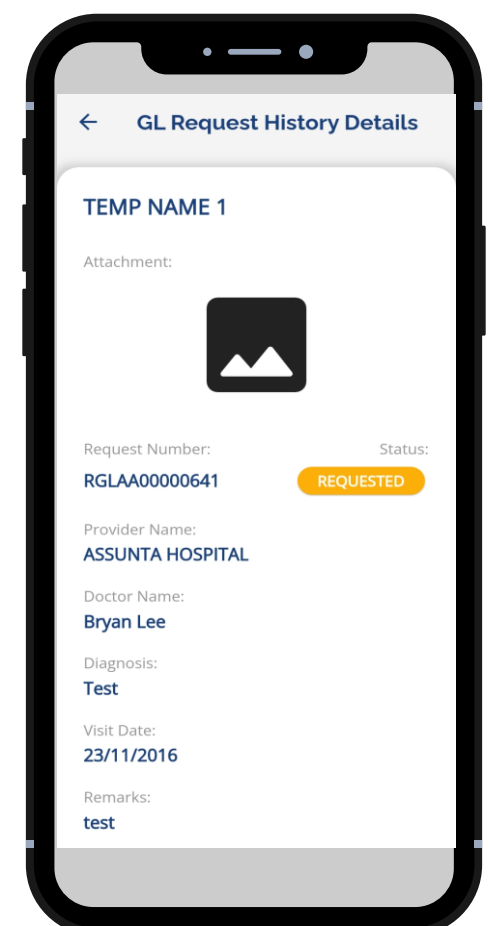 GL Request History Details
TEMP NAME 1
Attachment:
Request Number: Status:
RGLAA00000641 REQUESTED
Provider Name:
ASSUNTA HOSPITAL
Doctor Name:
Bryan Lee
Diagnosis:
Test
Visit Date:
23/11/2016
Remarks:
test